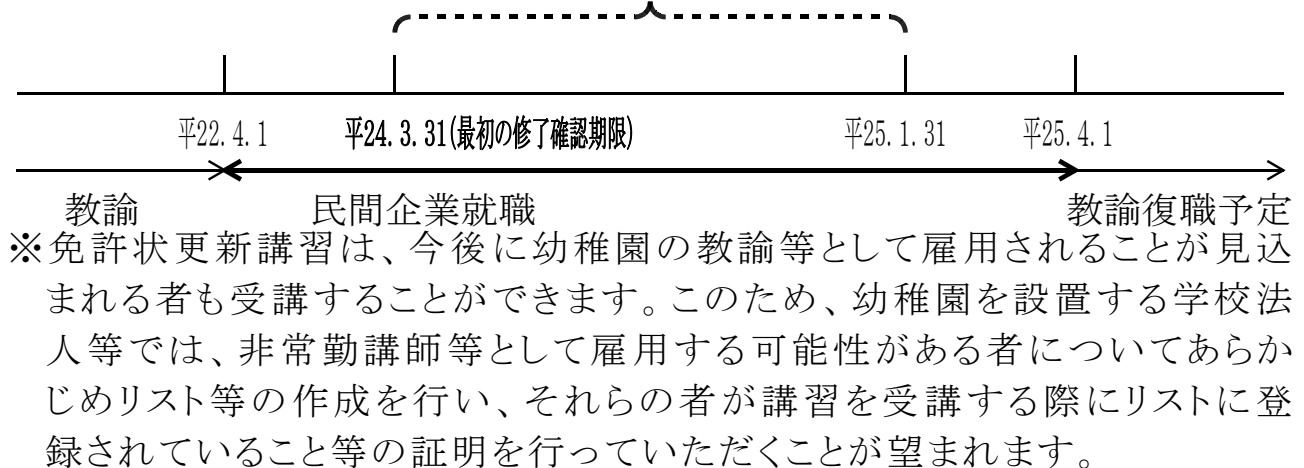 平22.4.1 平24.3.31(最初の修了確認期限) 平25.1.31 平25.4.1
教諭 民間企業就職 教諭復職予定
※免許状更新講習は、今後に幼稚園の教諭等として雇用されることが見込
まれる者も受講することができます。このため、幼稚園を設置する学校法
人等では、非常勤講師等として雇用する可能性がある者についてあらか
じめリスト等の作成を行い、それらの者が講習を受講する際にリストに登
録されていること等の証明を行っていただくことが望まれます。